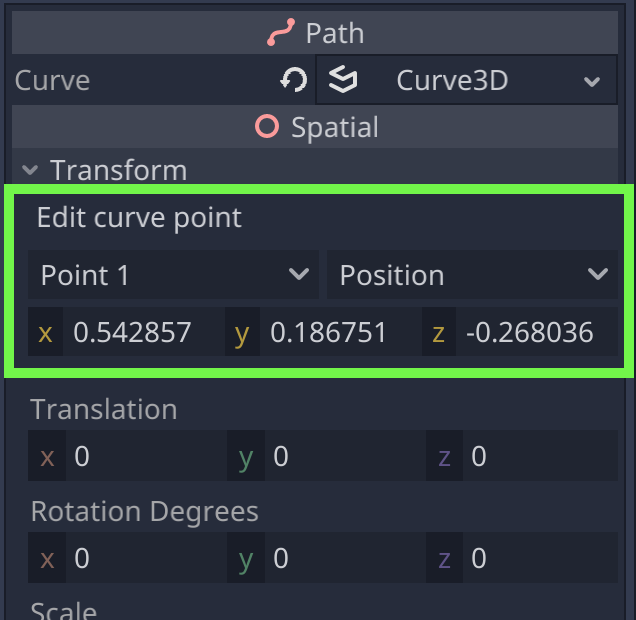 Path
Curve Curve3D
Spatial
Transform
Edit curve point
Point 1 Position
x 0.542857 y 0.186751 z -0.268036
Translation
x 0 y 0 z 0
Rotation Degrees
x 0 y 0 z 0
Scale